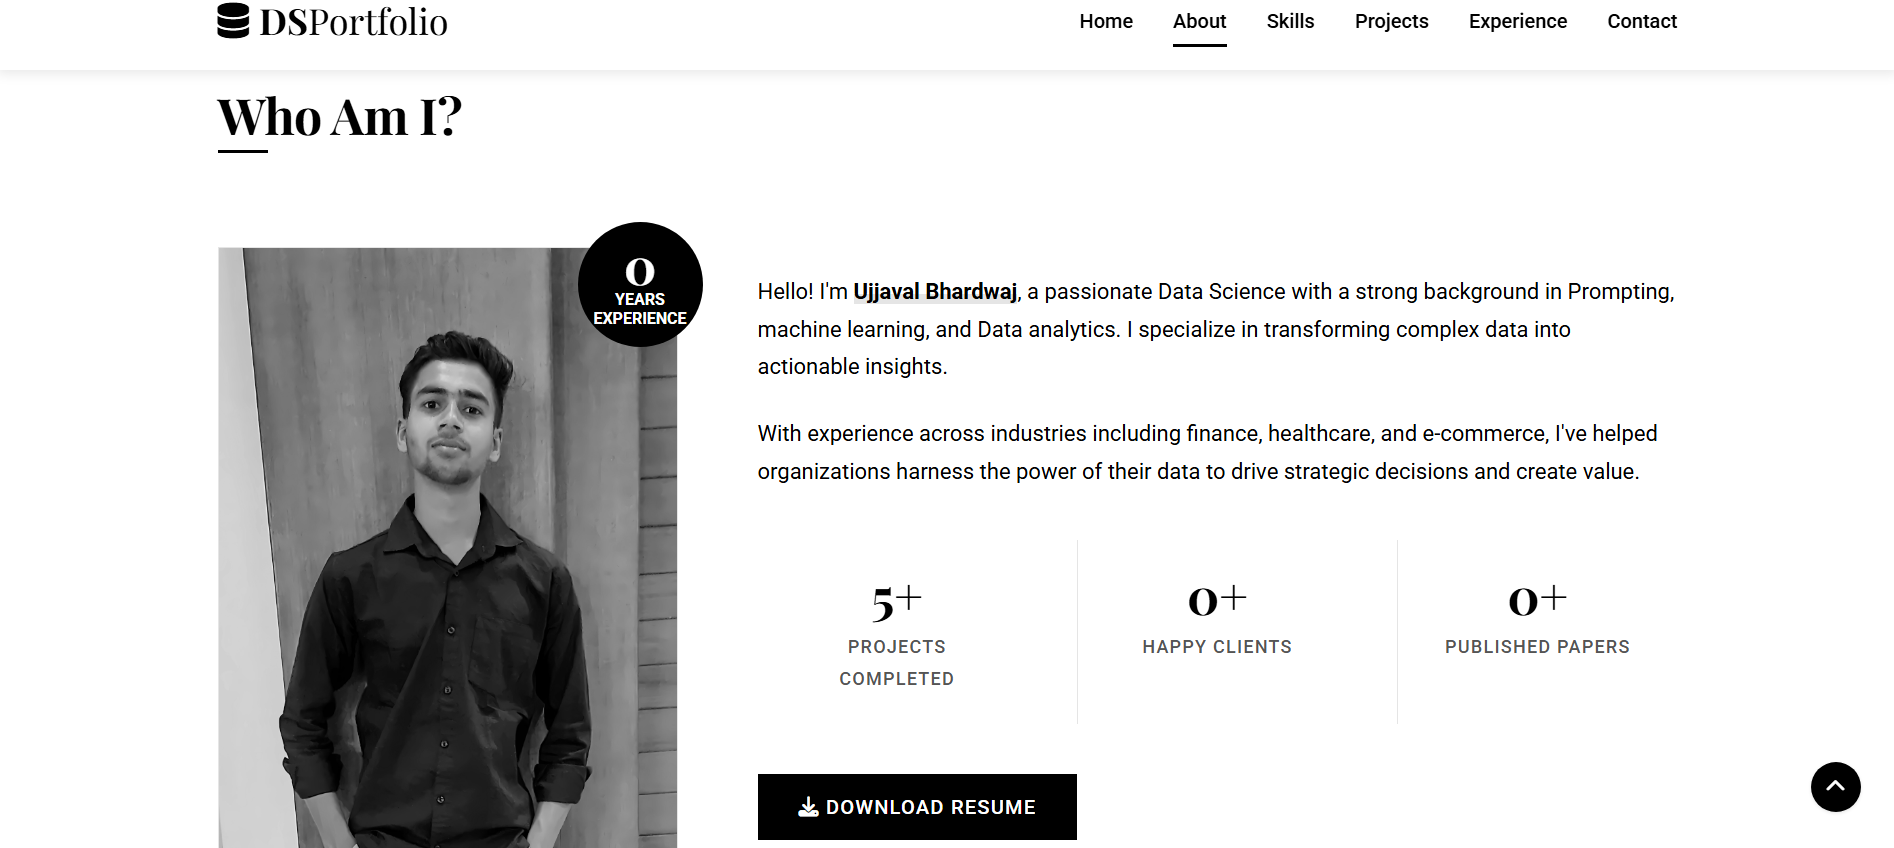 DSPortfolio
Home About Skills Projects Experience Contact
Who Am I?
0
YEARS
EXPERIENCE
Hello! I'm Ujjaval Bhardwaj, a passionate Data Science with a strong background in Prompting,
machine learning, and Data analytics. I specialize in transforming complex data into
actionable insights.
With experience across industries including finance, healthcare, and e-commerce, I've helped
organizations harness the power of their data to drive strategic decisions and create value.
5+
PROJECTS
COMPLETED
0+
HAPPY CLIENTS
0+
PUBLISHED PAPERS
DOWNLOAD RESUME